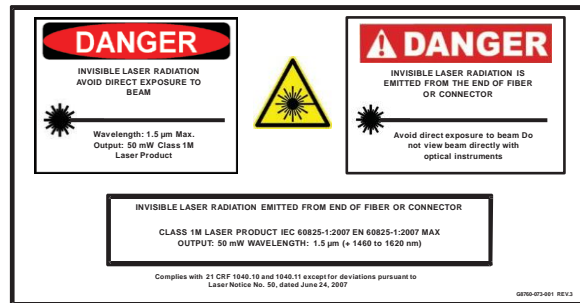 DANGER
INVISIBLE LASER RADIATION
AVOID DIRECT EXPOSURE TO
BEAM
Wavelength: 1.5 µm Max.
Output: 50 mW Class 1M
Laser Product
DANGER
INVISIBLE LASER RADIATION IS
EMITTED FROM THE END OF FIBER
OR CONNECTOR
Avoid direct exposure to beam Do
not view beam directly with
optical instruments
INVISIBLE LASER RADIATION EMITTED FROM END OF FIBER OR CONNECTOR
CLASS 1M LASER PRODUCT IEC 60825-1:2007 EN 60825-1:2007 MAX
OUTPUT: 50 mW WAVELENGTH: 1.5 µm (÷ 1460 to 1620 nm)
Complies with 21 CRF 1040.10 and 1040.11 except for deviations pursuant to
Laser Notice No. 50, dated June 24, 2007
G8760-073-001 REV.3